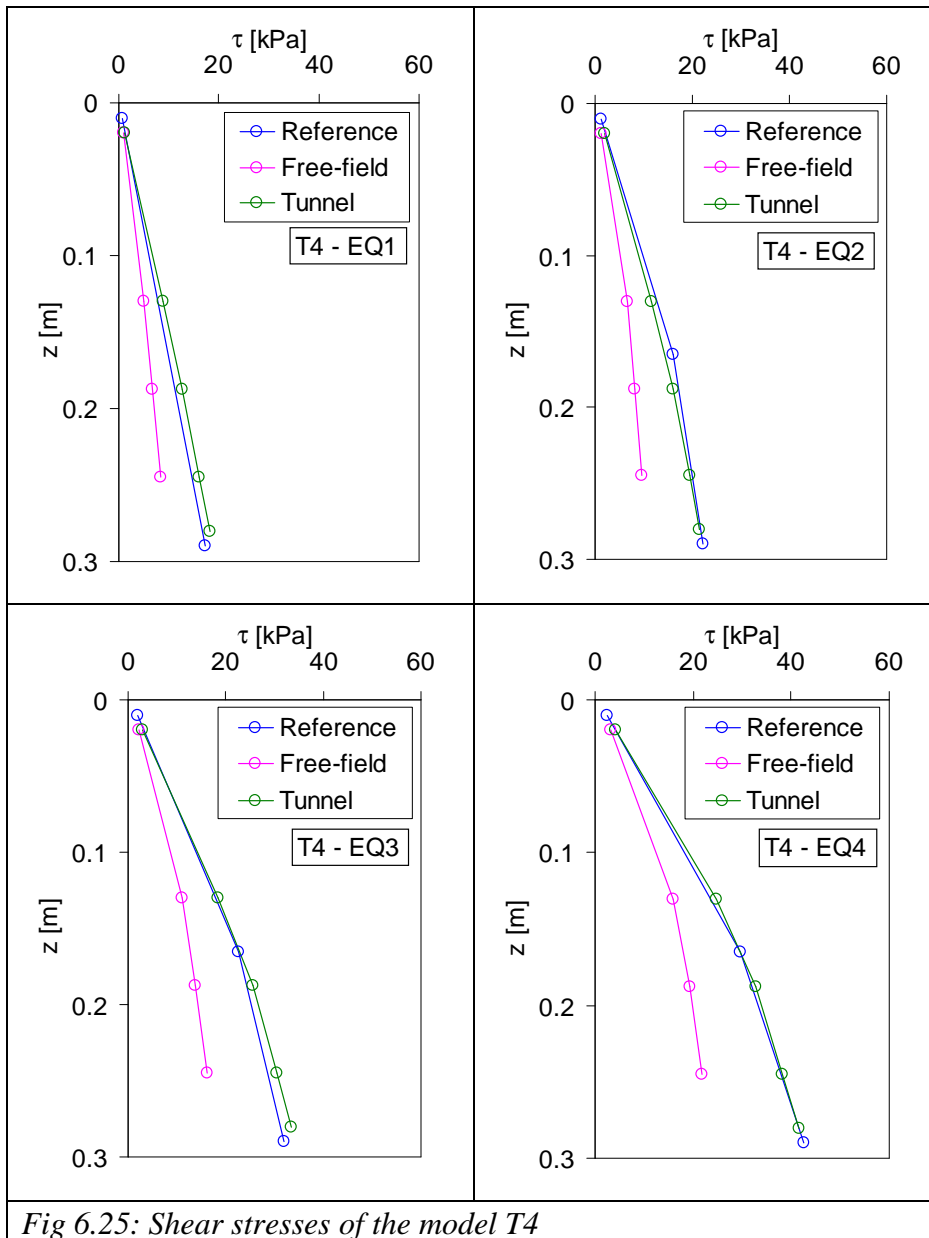 τ [kPa]
0 20 40 60
0
0.1
0.2
0.3
z [m]
Reference
Free-field
Tunnel
T4 - EQ1
τ [kPa]
0 20 40 60
0
0.1
0.2
0.3
z [m]
Reference
Free-field
Tunnel
T4 - EQ2
τ [kPa]
0 20 40 60
0
0.1
0.2
0.3
z [m]
Reference
Free-field
Tunnel
T4 - EQ3
τ [kPa]
0 20 40 60
0
0.1
0.2
0.3
z [m]
Reference
Free-field
Tunnel
T4 - EQ4
Fig 6.25: Shear stresses of the model T4